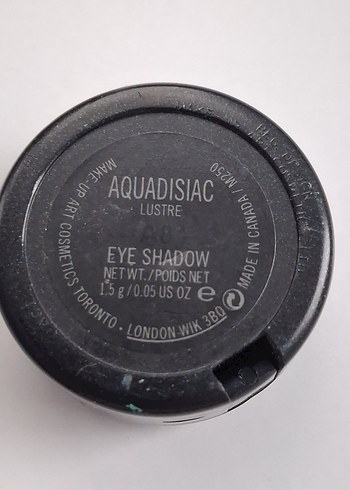 AQUADISIAC
LUSTRE
EYE SHADOW
NET WT./POIDS NET
1.5 g / 0.05 US OZ e
MAKE-UP ART COSMETICS TORONTO · LONDON W1K 3BQ
MADE IN CANADA / M250